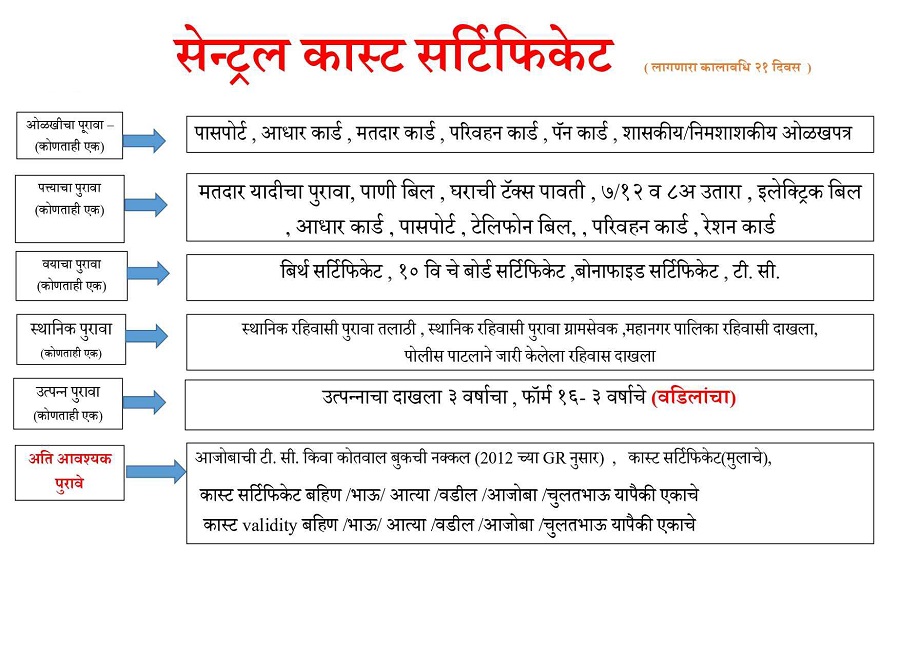 सेन्ट्रल कास्ट सर्टिफिकेट ( लागणारा कालावधि २१ दिवस )
ओळखीचा पूरावा –
(कोणताही एक)
पासपोर्ट , आधार कार्ड , मतदार कार्ड , परिवहन कार्ड , पॅन कार्ड , शासकीय/निमशाशकीय ओळखपत्र
पत्त्याचा पुरावा
(कोणताही एक)
मतदार यादीचा पुरावा, पाणी बिल , घराची टॅक्स पावती , ७/१२ व ८अ उतारा , इलेक्ट्रिक बिल
, आधार कार्ड , पासपोर्ट , टेलिफोन बिल, , परिवहन कार्ड , रेशन कार्ड
वयाचा पुरावा
(कोणताही एक)
बिर्थ सर्टिफिकेट , १० वि चे बोर्ड सर्टिफिकेट ,बोनाफाइड सर्टिफिकेट , टी. सी.
स्थानिक पुरावा
(कोणताही एक)
स्थानिक रहिवासी पुरावा तलाठी , स्थानिक रहिवासी पुरावा ग्रामसेवक ,महानगर पालिका रहिवासी दाखला,
पोलीस पाटलाने जारी केलेला रहिवास दाखला
उत्पन्न पुरावा
(कोणताही एक)
उत्पन्नाचा दाखला ३ वर्षाचा , फॉर्म १६- ३ वर्षाचे (वडिलांचा)
अति आवश्यक
पुरावे
आजोबाची टी. सी. किवा कोतवाल बुकची नक्कल (2012 च्या GR नुसार) , कास्ट सर्टिफिकेट(मुलाचे),
कास्ट सर्टिफिकेट बहिण /भाऊ/ आत्या /वडील /आजोबा /चुलतभाऊ यापैकी एकाचे
कास्ट validity बहिण /भाऊ/ आत्या /वडील /आजोबा /चुलतभाऊ यापैकी एकाचे